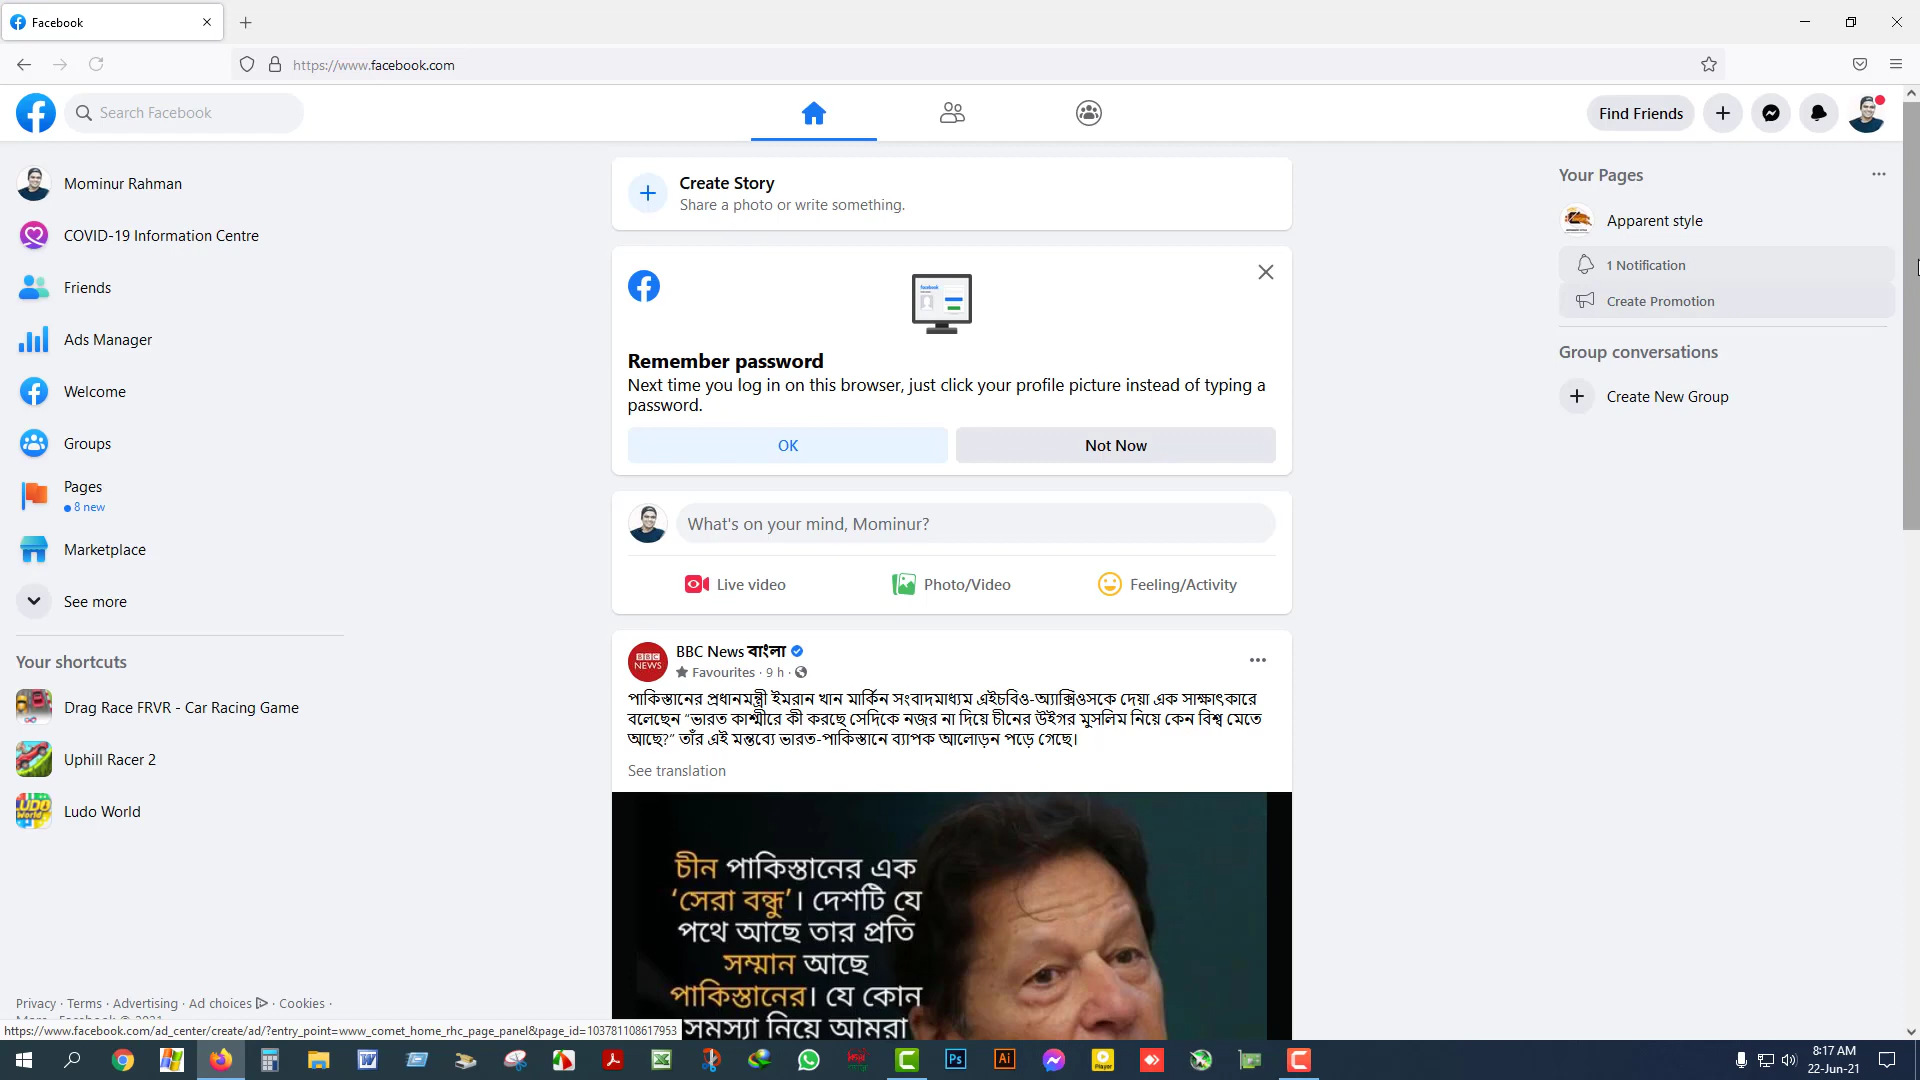 Facebook
https://www.facebook.com
Search Facebook
Find Friends
Mominur Rahman
COVID-19 Information Centre
Friends
Ads Manager
Welcome
Groups
Pages
8 new
Marketplace
See more
Your shortcuts
Drag Race FRVR - Car Racing Game
Uphill Racer 2
Ludo World
Privacy · Terms · Advertising · Ad choices · Cookies ·
Create Story
Share a photo or write something.
facebook
Remember password
Next time you log in on this browser, just click your profile picture instead of typing a
password.
OK
Not Now
What's on your mind, Mominur?
Live video
Photo/Video
Feeling/Activity
BBC NEWS
BBC News বাংলা
Favourites · 9 h ·
পাকিস্তানের প্রধানমন্ত্রী ইমরান খান মার্কিন সংবাদমাধ্যম এইচবিও-অ্যাক্সিওসকে দেয়া এক সাক্ষাৎকারে
বলেছেন "ভারত কাশ্মীরে কী করছে সেদিকে নজর না দিয়ে চীনের উইগর মুসলিম নিয়ে কেন বিশ্ব মেতে
আছে?" তাঁর এই মন্তব্যে ভারত-পাকিস্তানে ব্যাপক আলোড়ন পড়ে গেছে।
See translation
চীন পাকিস্তানের এক
'সেরা বন্ধু'। দেশটি যে
পথে আছে তার প্রতি
সম্মান আছে
পাকিস্তানের। যে কোন
সমস্যা নিয়ে আমরা
Your Pages
Apparent style
1 Notification
Create Promotion
Group conversations
Create New Group
https://www.facebook.com/ad_center/create/ad/?entry_point=www_comet_home_rhc_page_panel&page_id=103781108617953
8:17 AM
22-Jun-21